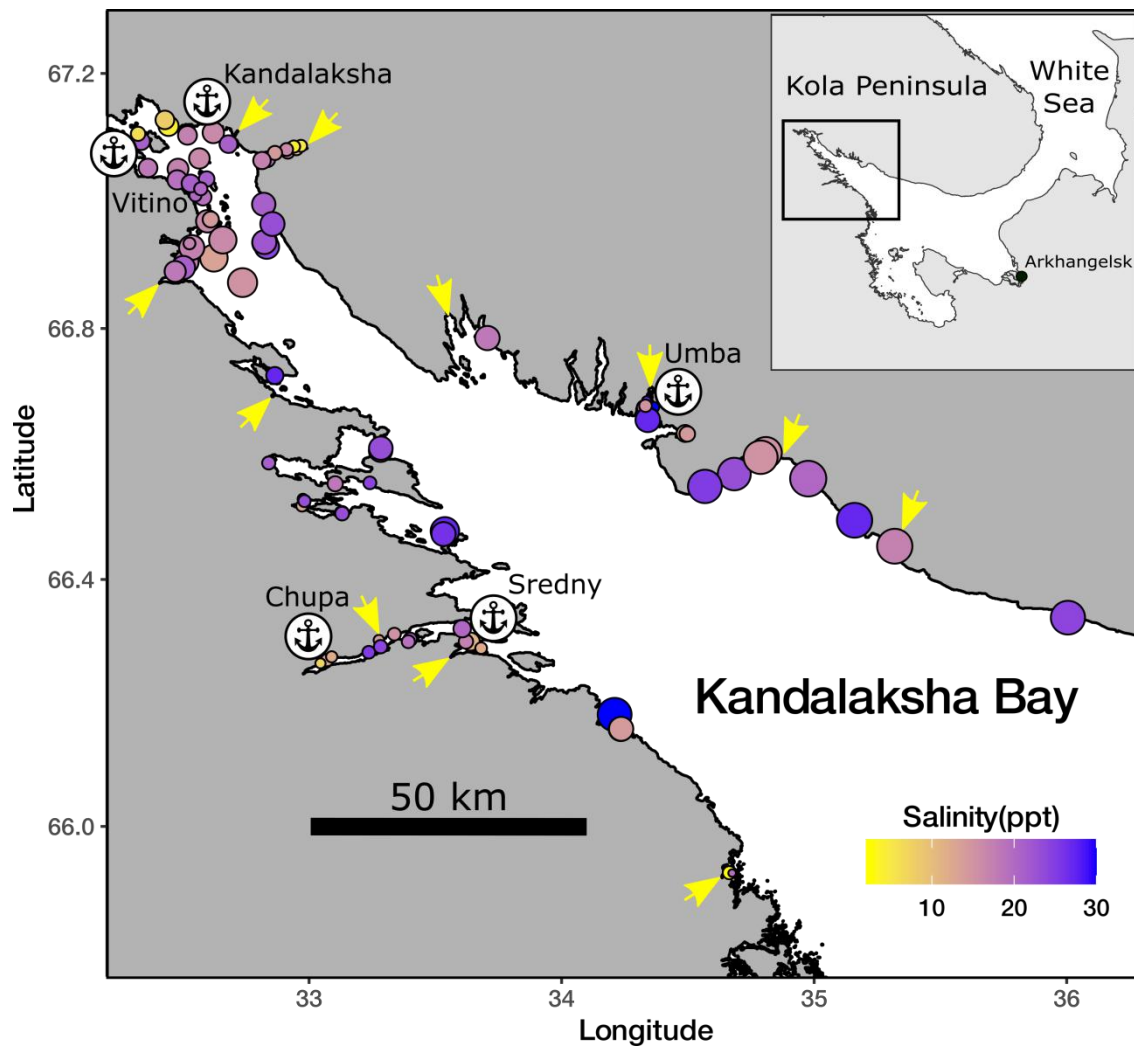 Kandalaksha
Kola Peninsula
White
Sea
67.2
Vitino
Arkhangelsk
66.8
Umba
Latitude
66.4
Chupa
Sredny
Kandalaksha Bay
50 km
66.0
Salinity(ppt)
10 20 30
33 34 35 36
Longitude